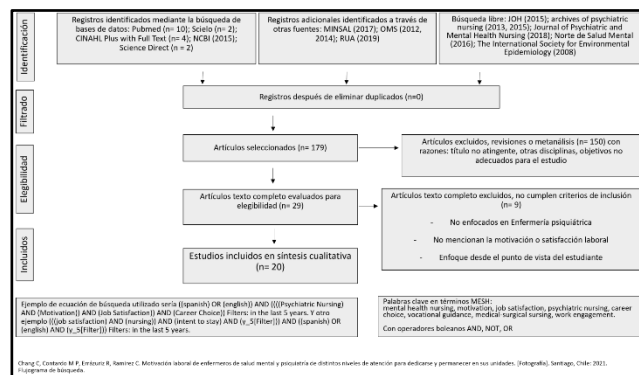 Identificación
Registros identificados mediante la búsqueda de
bases de datos: Pubmed (n= 10); Scielo (n= 2);
CINAHL Plus with Full Text (n= 4); NCBI (2015);
Science Direct (n = 2)
Registros adicionales identificados a través de
otras fuentes: MINSAL (2017); OMS (2012,
2014); RUA (2019)
Búsqueda libre: JOH (2015); archives of psychiatric
nursing (2013, 2015); Journal of Psychiatric and
Mental Health Nursing (2018); Norte de Salud Mental
(2016); The International Society for Environmental
Epidemiology (2008)
Filtrado
Registros después de eliminar duplicados (n=0)
Artículos seleccionados (n= 179)
Artículos excluidos, revisiones o metanálisis (n= 150) con
razones: título no atingente, otras disciplinas, objetivos no
adecuados para el estudio
Elegibilidad
Artículos texto completo evaluados para
elegibilidad (n= 29)
Artículos texto completo excluidos, no cumplen criterios de inclusión
(n= 9)
- No enfocados en Enfermería psiquiátrica
- No mencionan la motivación o satisfacción laboral
- Enfoque desde el punto de vista del estudiante
Incluidos
Estudios incluidos en síntesis cualitativa
(n= 20)
Ejemplo de ecuación de búsqueda utilizado sería ((spanish) OR (english)) AND ((((Psychiatric Nursing)
AND (Motivation)) AND (Job Satisfaction)) AND (Career Choice)) Filters: in the last 5 years. Y otro
ejemplo ((((job satisfaction) AND (nursing)) AND (intent to stay) AND (y_5[Filter])) AND ((spanish) OR
(english) AND (y_5[Filter])) Filters: in the last 5 years.
Palabras clave en términos MESH:
mental health nursing, motivation, job satisfaction, psychiatric nursing, career
choice, vocational guidance, medical surgical nursing, work engagement.
Con operadores boleanos AND, NOT, OR
Chang C, Contardo M P, Errázuriz R, Ramírez C. Motivación laboral de enfermeros de salud mental y psiquiatría de distintos niveles de atención para dedicarse y permanecer en sus unidades. [Fotografía]. Santiago, Chile: 2021.
Flujograma de búsqueda.